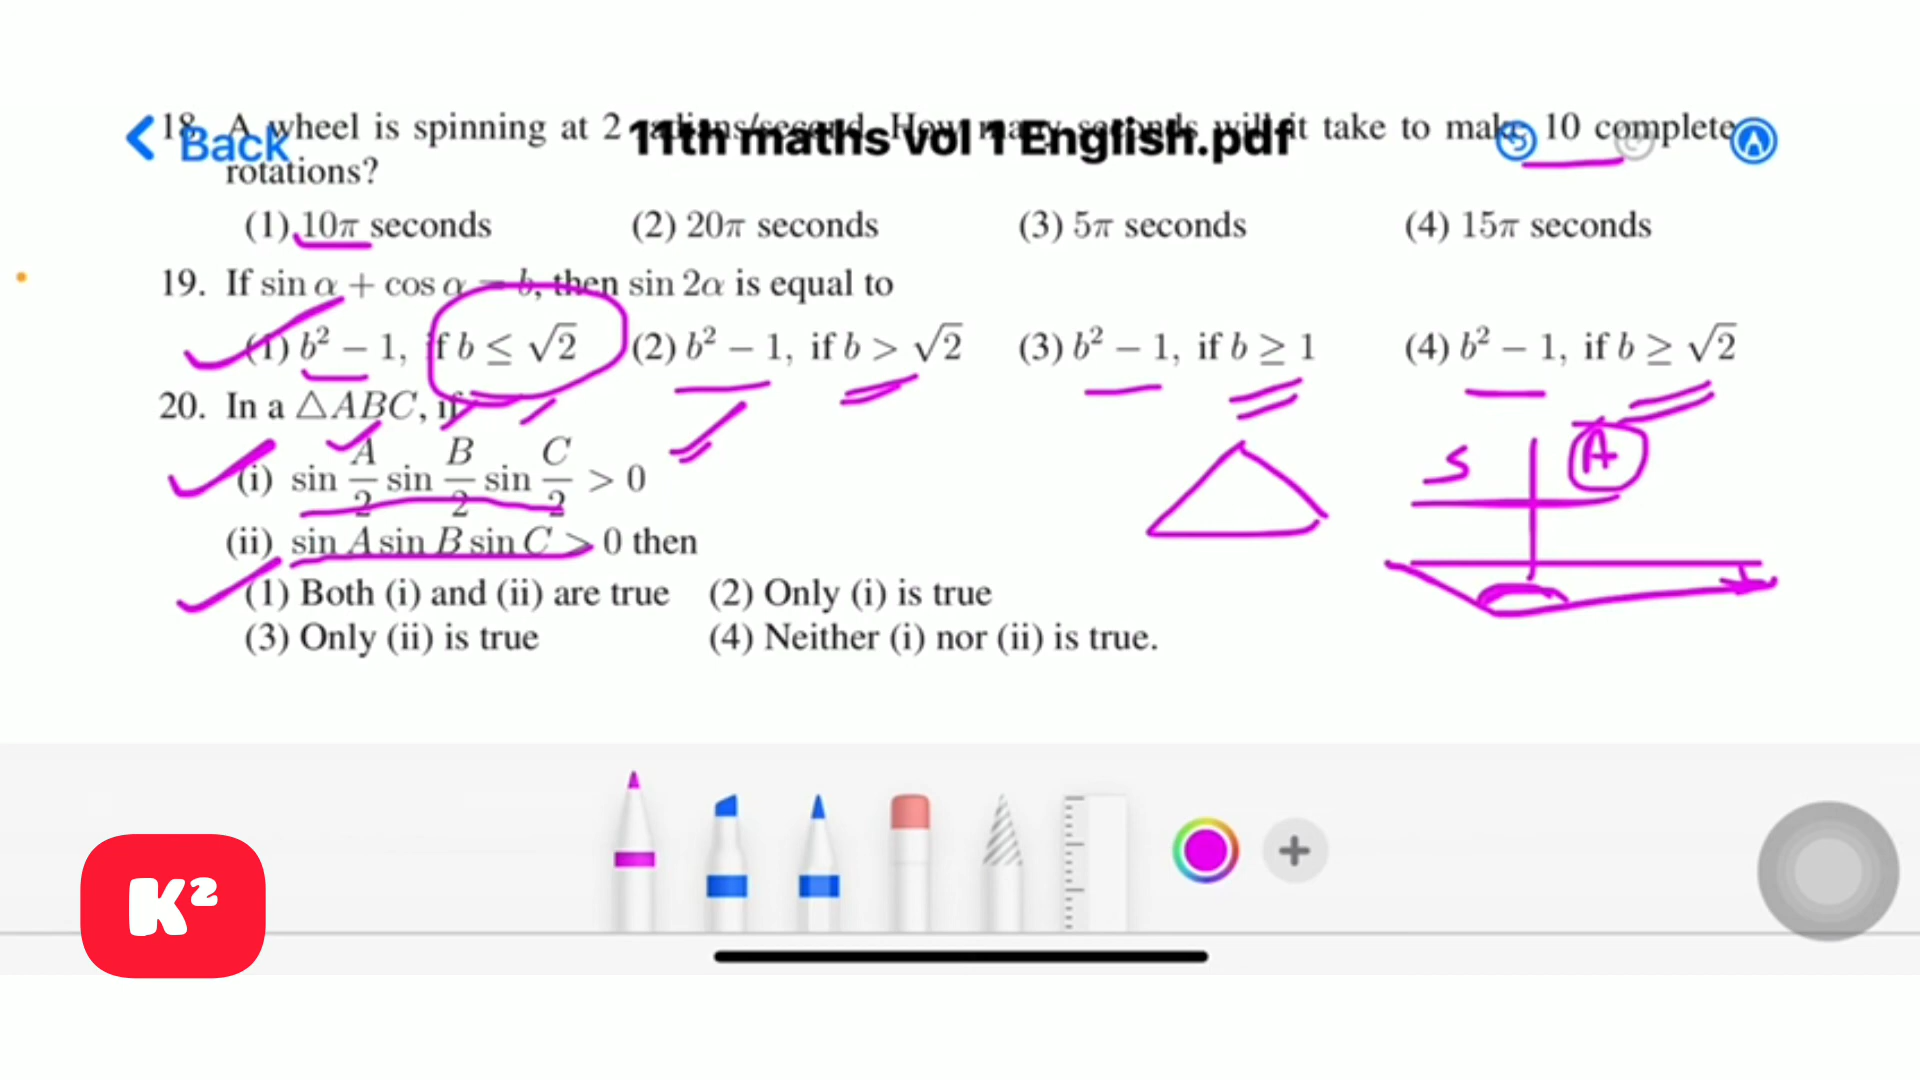 18. A wheel is spinning at 2 radians/second. How many seconds will it take to make 10 complete
Back 11th maths vol 1 English.pdf
rotations?
(1) 10π seconds (2) 20π seconds (3) 5π seconds (4) 15π seconds
19. If sin α + cos α = b, then sin 2α is equal to
(1) b² − 1, if b ≤ √2 (2) b² − 1, if b > √2 (3) b² − 1, if b ≥ 1 (4) b² − 1, if b ≥ √2
20. In a △ABC, if
(i) sin A/2 sin B/2 sin C/2 > 0
S A
(ii) sin A sin B sin C > 0 then
(1) Both (i) and (ii) are true (2) Only (i) is true
(3) Only (ii) is true (4) Neither (i) nor (ii) is true.
K²